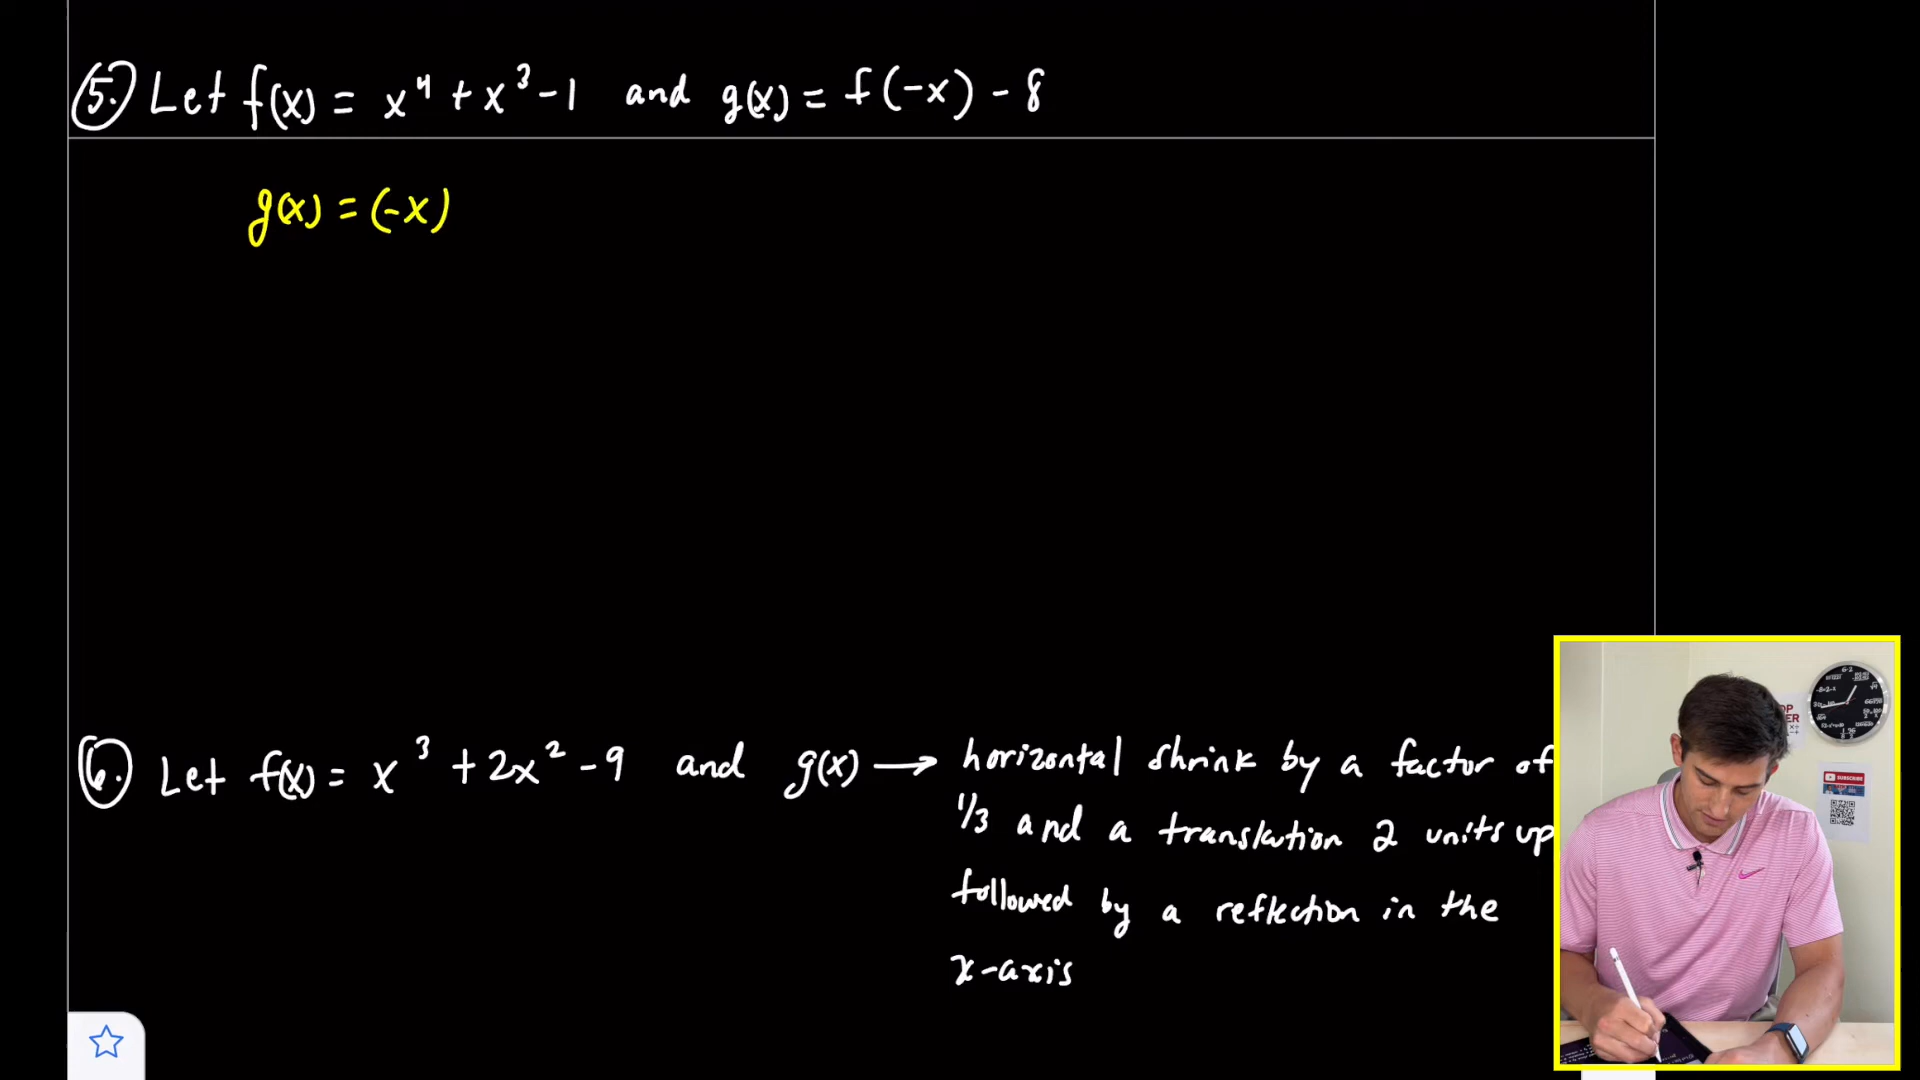 5. Let f(x) = x⁴ + x³ - 1 and g(x) = f(-x) - 8
g(x) = (-x)
6. Let f(x) = x³ + 2x² - 9 and g(x) → horizontal shrink by a factor of
1/3 and a translation 2 units up
followed by a reflection in the
x-axis
SUBSCRIBE